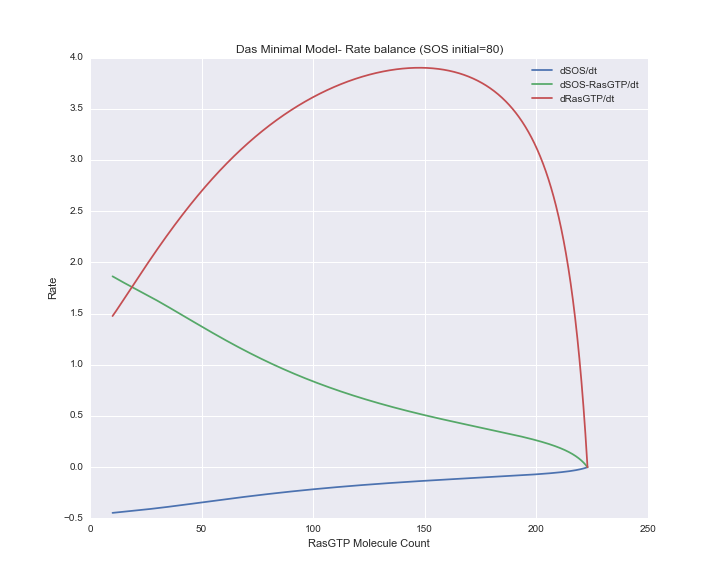 Das Minimal Model- Rate balance (SOS initial=80)
4.0
3.5
3.0
2.5
2.0
1.5
1.0
0.5
0.0
−0.5
Rate
dSOS/dt
dSOS-RasGTP/dt
dRasGTP/dt
0 50 100 150 200 250
RasGTP Molecule Count